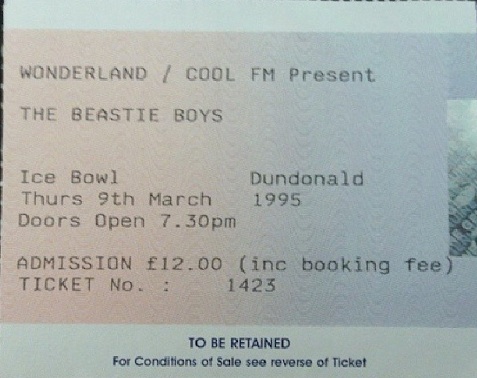 WONDERLAND / COOL FM Present
THE BEASTIE BOYS
Ice Bowl Dundonald
Thurs 9th March 1995
Doors Open 7.30pm
ADMISSION £12.00 (inc booking fee)
TICKET No. : 1423
TO BE RETAINED
For Conditions of Sale see reverse of Ticket